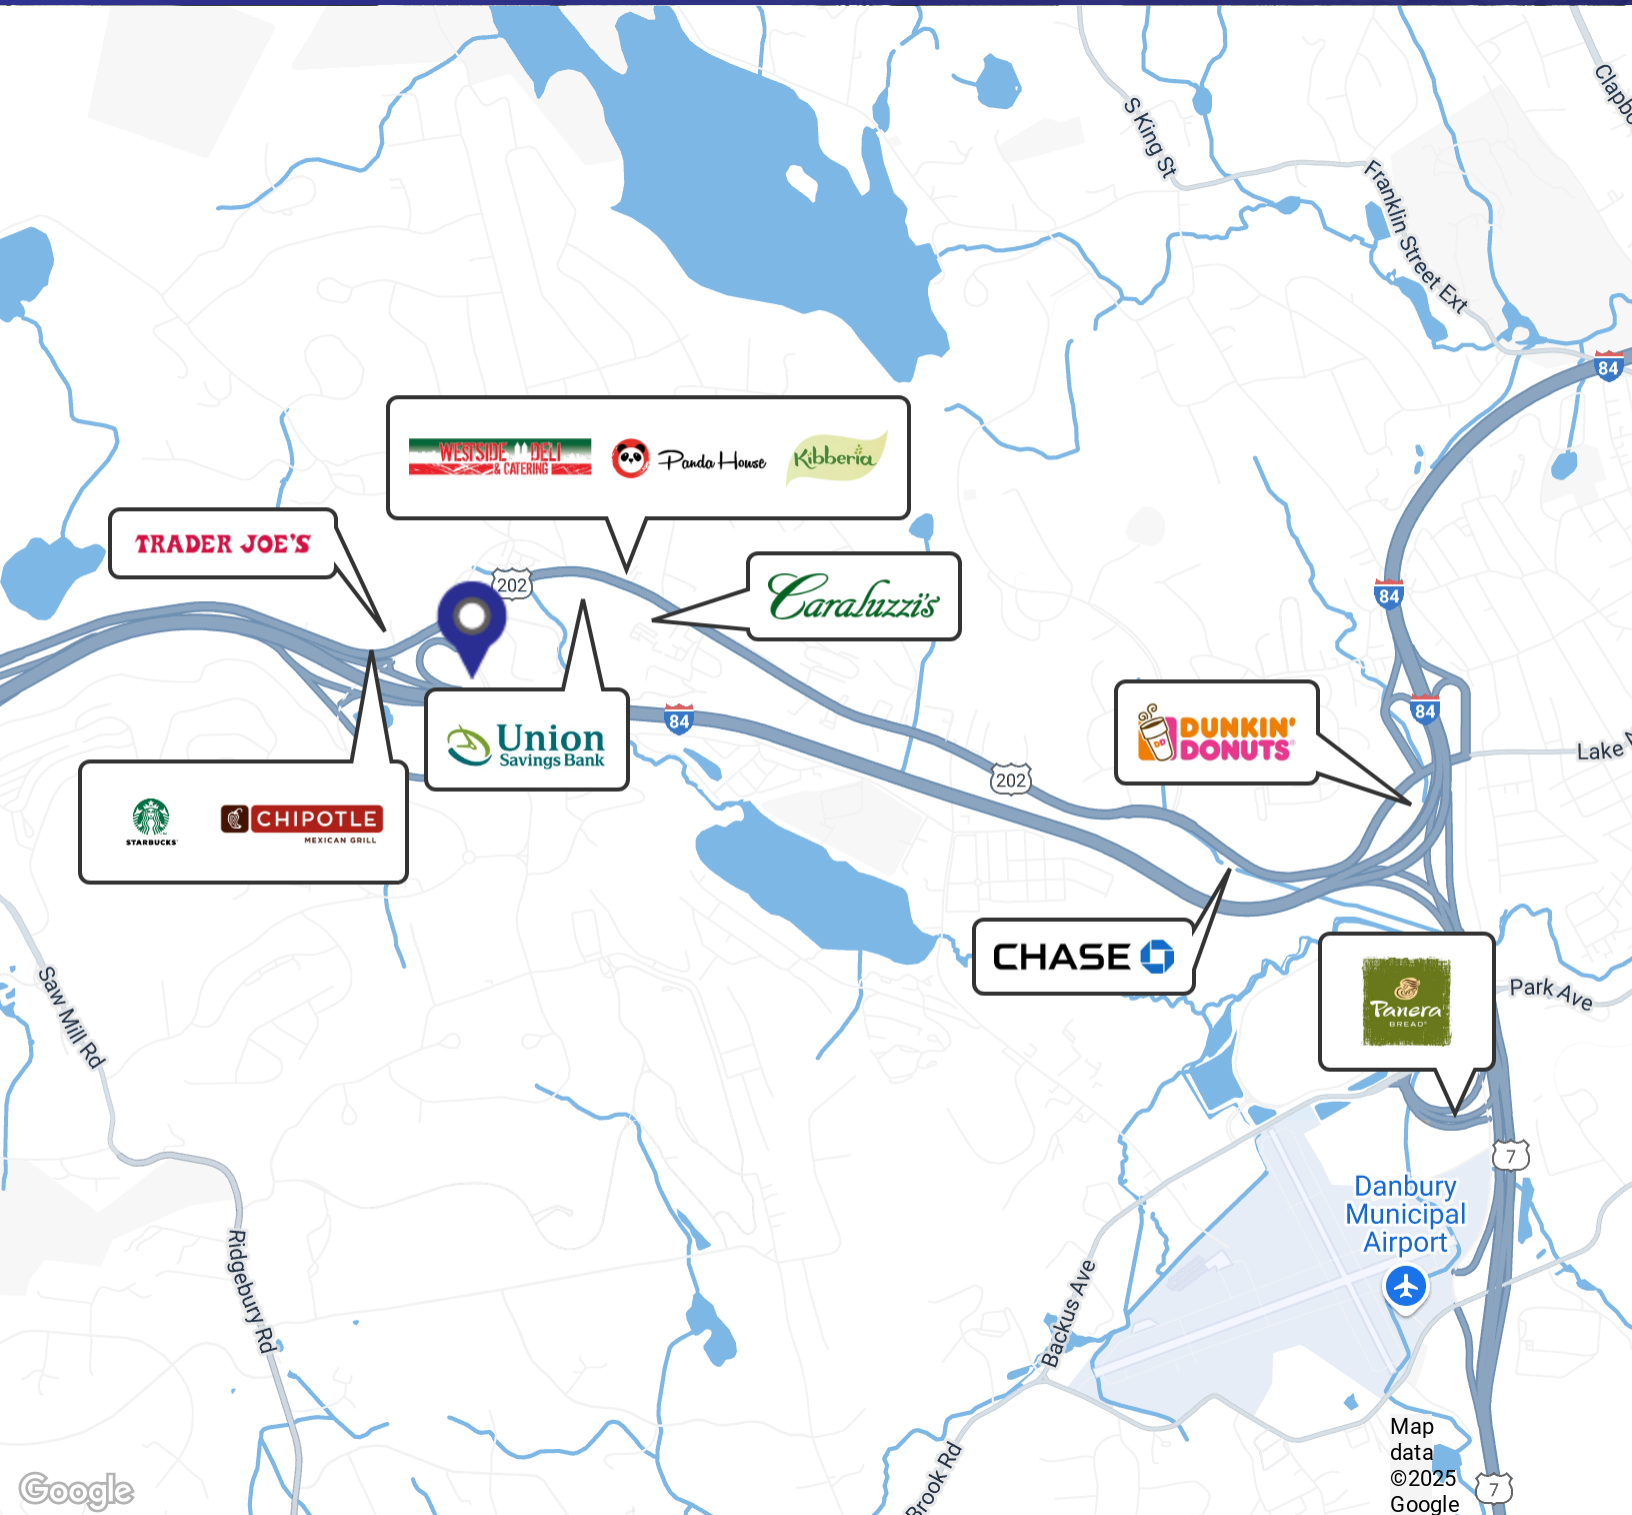 S King St
Clapbo
Franklin Street Ext
84
WESTSIDE DELI
& CATERING
Panda House
Kibberia
TRADER JOE'S
202
Caraluzzi's
84
84
84
Union
Savings Bank
DUNKIN'
DONUTS
DD
Lake
202
STARBUCKS
CHIPOTLE
MEXICAN GRILL
CHASE
Panera
BREAD
Park Ave
Saw Mill Rd
7
Danbury
Municipal
Airport
Ridgebury Rd
Backus Ave
Brook Rd
Map
data
©2025
Google
7
Google